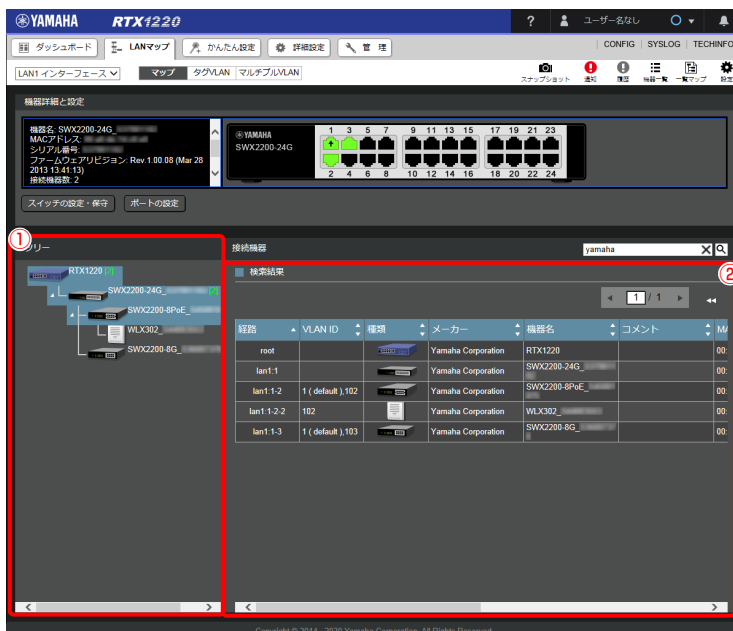 YAMAHA RTX1220 ? ユーザー名なし
ダッシュボード LANマップ かんたん設定 詳細設定 管理 CONFIG SYSLOG TECHINFO
LAN1 インターフェース マップ タグVLAN マルチプルVLAN スナップショット 通知 履歴 機器一覧 一覧マップ 設定
機器詳細と設定
機器名: SWX2200-24G_
MACアドレス:
シリアル番号:
ファームウェアリビジョン: Rev.1.00.08 (Mar 28
2013 13:41:13)
接続機器数: 2
YAMAHA
SWX2200-24G
1 3 5 7 9 11 13 15 17 19 21 23
2 4 6 8 10 12 14 16 18 20 22 24
スイッチの設定・保守 ポートの設定
① リー
RTX1220 [2]
SWX2200-24G_ [2]
SWX2200-8PoE_
WLX302_
SWX2200-8G_
接続機器 yamaha
検索結果 ②
1 / 1
経路 VLAN ID 種類 メーカー 機器名 コメント MA
root Yamaha Corporation RTX1220 00:
lan1:1 Yamaha Corporation SWX2200-24G_ 00:
lan1:1-2 1 ( default ),102 Yamaha Corporation SWX2200-8PoE_ 00:
lan1:1-2-2 102 Yamaha Corporation WLX302_ 00:
lan1:1-3 1 ( default ),103 Yamaha Corporation SWX2200-8G_ 00:
Copyright © 2014 - 2020 Yamaha Corporation. All Rights Reserved.